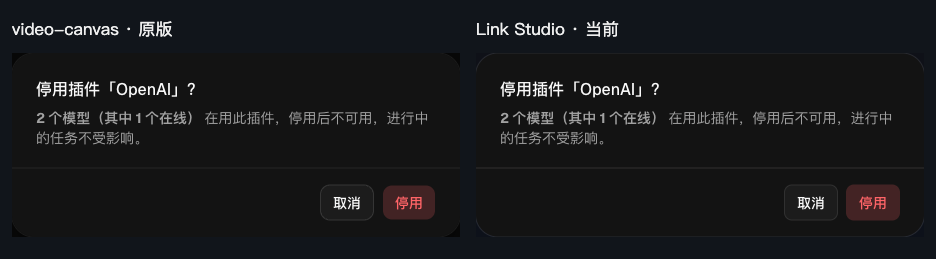 video-canvas · 原版
停用插件「OpenAI」?
2 个模型（其中 1 个在线） 在用此插件，停用后不可用，进行中
的任务不受影响。
取消
停用
Link Studio · 当前
停用插件「OpenAI」?
2 个模型（其中 1 个在线） 在用此插件，停用后不可用，进行中
的任务不受影响。
取消
停用